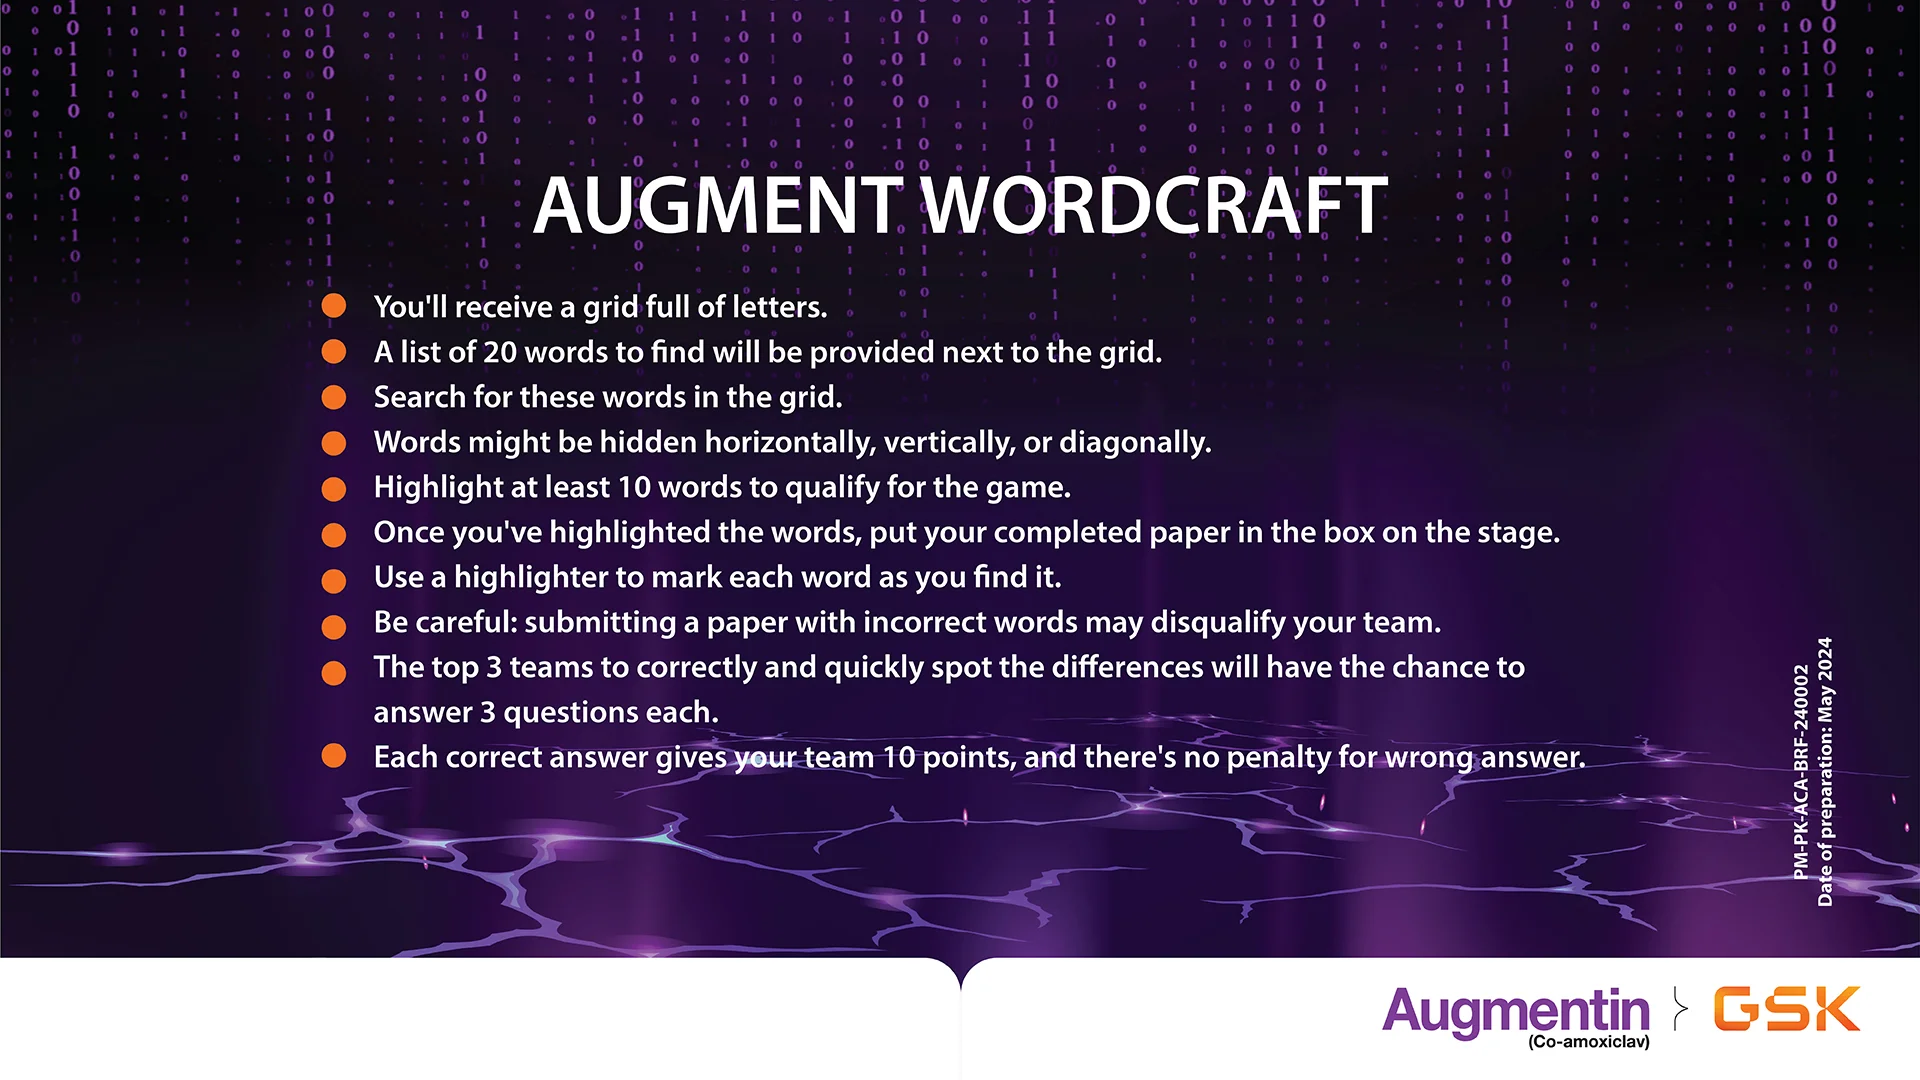 AUGMENT WORDCRAFT
You'll receive a grid full of letters.
A list of 20 words to find will be provided next to the grid.
Search for these words in the grid.
Words might be hidden horizontally, vertically, or diagonally.
Highlight at least 10 words to qualify for the game.
Once you've highlighted the words, put your completed paper in the box on the stage.
Use a highlighter to mark each word as you find it.
Be careful: submitting a paper with incorrect words may disqualify your team.
The top 3 teams to correctly and quickly spot the differences will have the chance to
answer 3 questions each.
Each correct answer gives your team 10 points, and there's no penalty for wrong answer.
PM-PK-ACA-BRF-240002
Date of preparation: May 2024
Augmentin
(Co-amoxiclav)
GSK